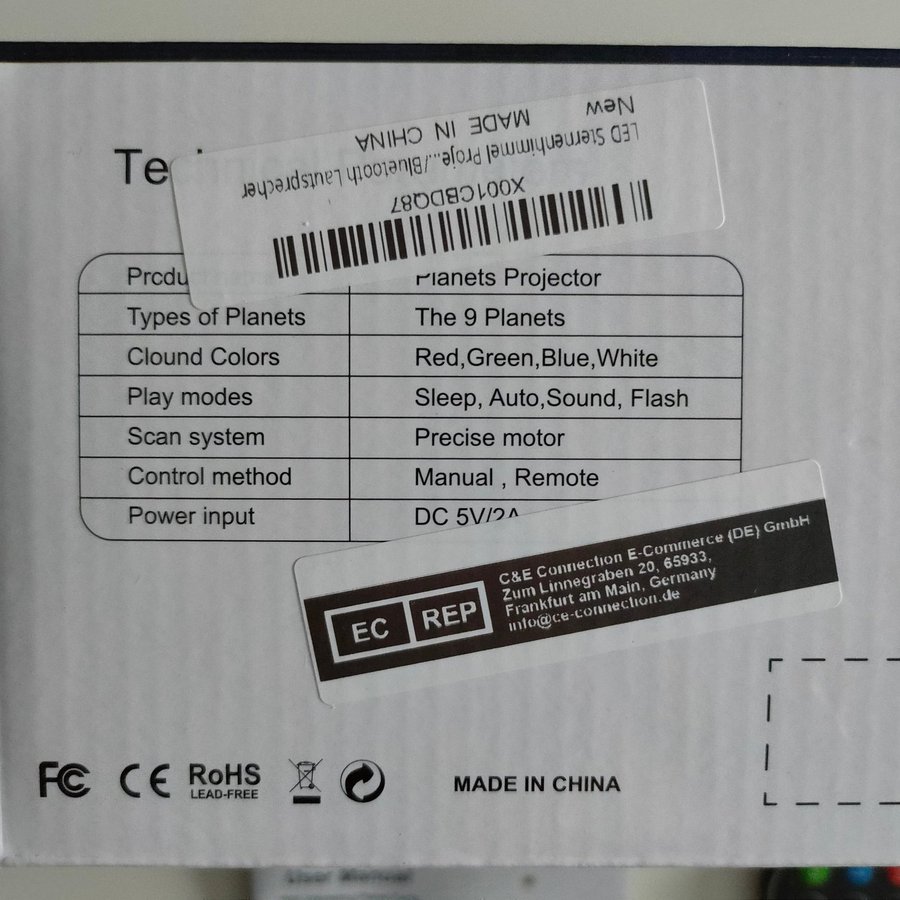 New
MADE IN CHINA
LED Sternenhimmel Proje.../Bluetooth Lautsprecher
X001CBDQ87
Planets Projector
Types of Planets The 9 Planets
Clound Colors Red,Green,Blue,White
Play modes Sleep, Auto,Sound, Flash
Scan system Precise motor
Control method Manual , Remote
Power input DC 5V/2A
EC REP
C&E Connection E-Commerce (DE) GmbH
Zum Linnegraben 20, 65933,
Frankfurt am Main, Germany
info@ce-connection.de
FC CE RoHS
LEAD-FREE
MADE IN CHINA
User Manual